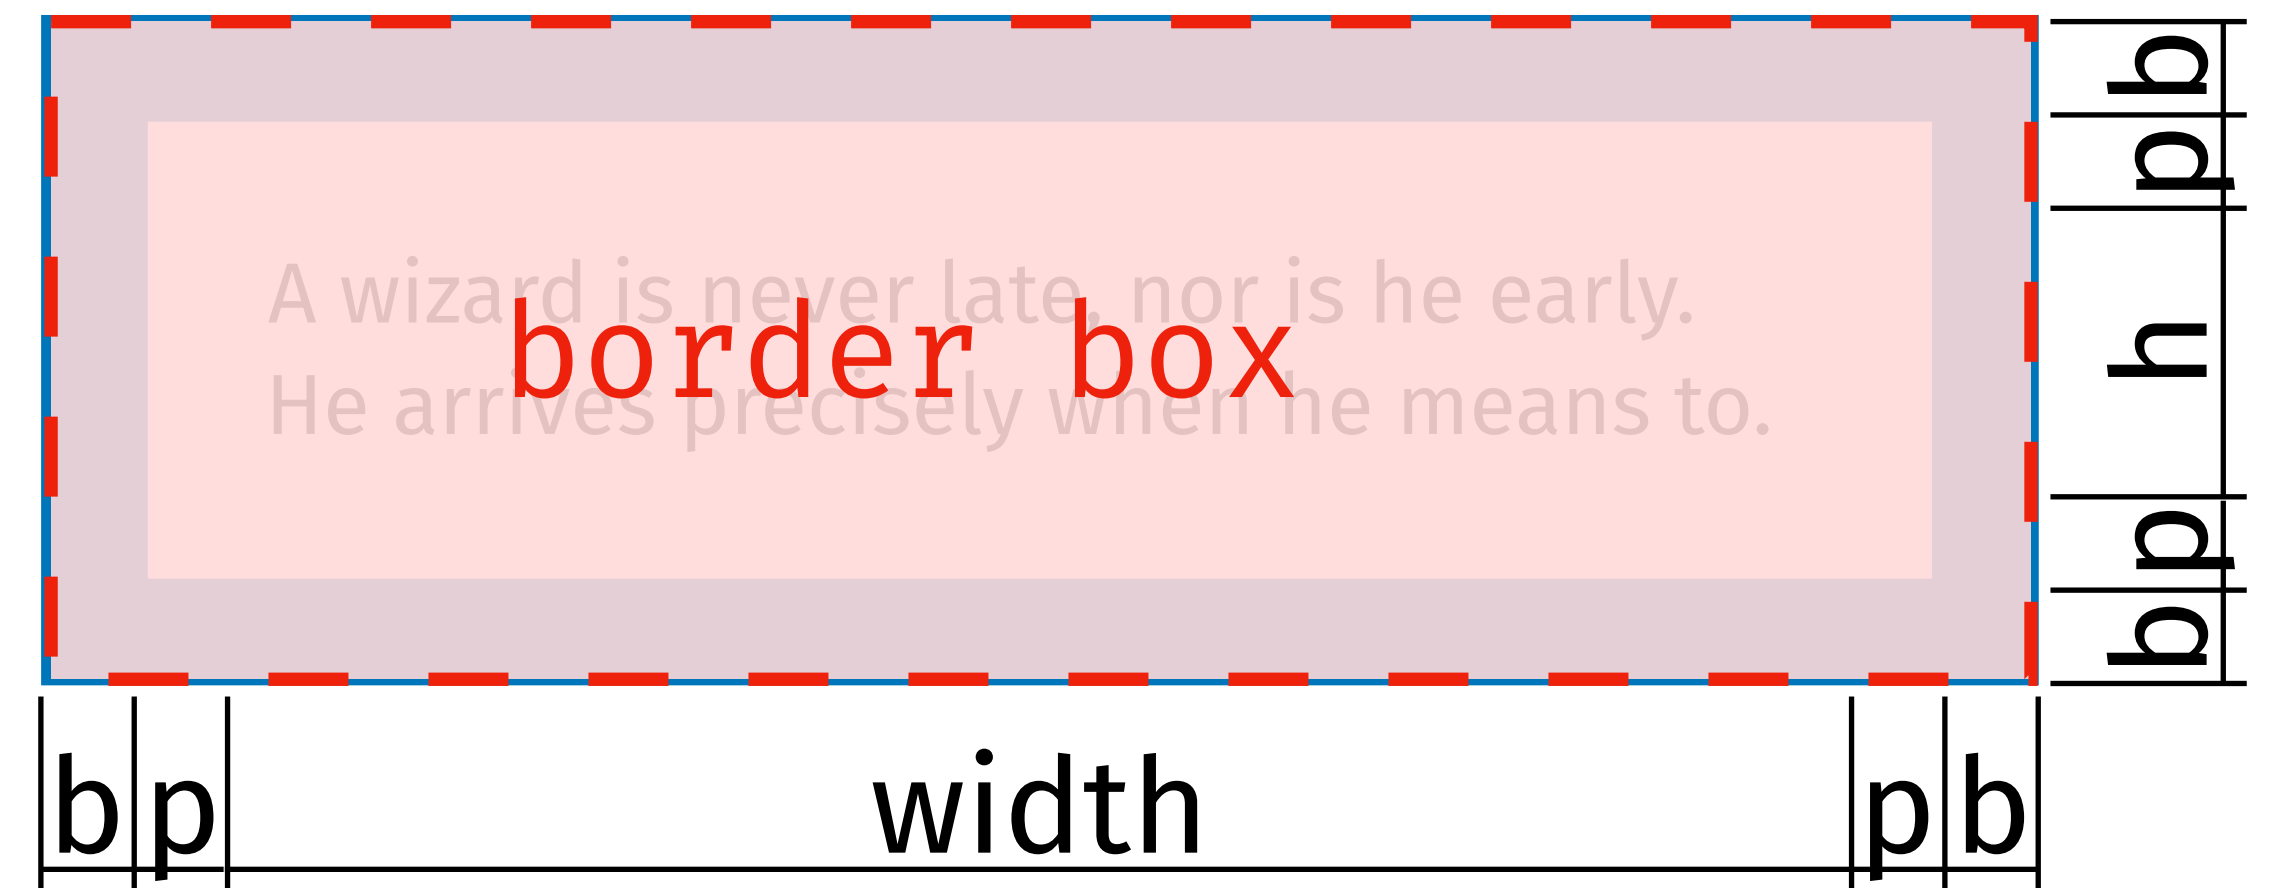 A wizard is never late, nor is he early.
border box
He arrives precisely when he means to.
b
p
h
p
b
b p width p b